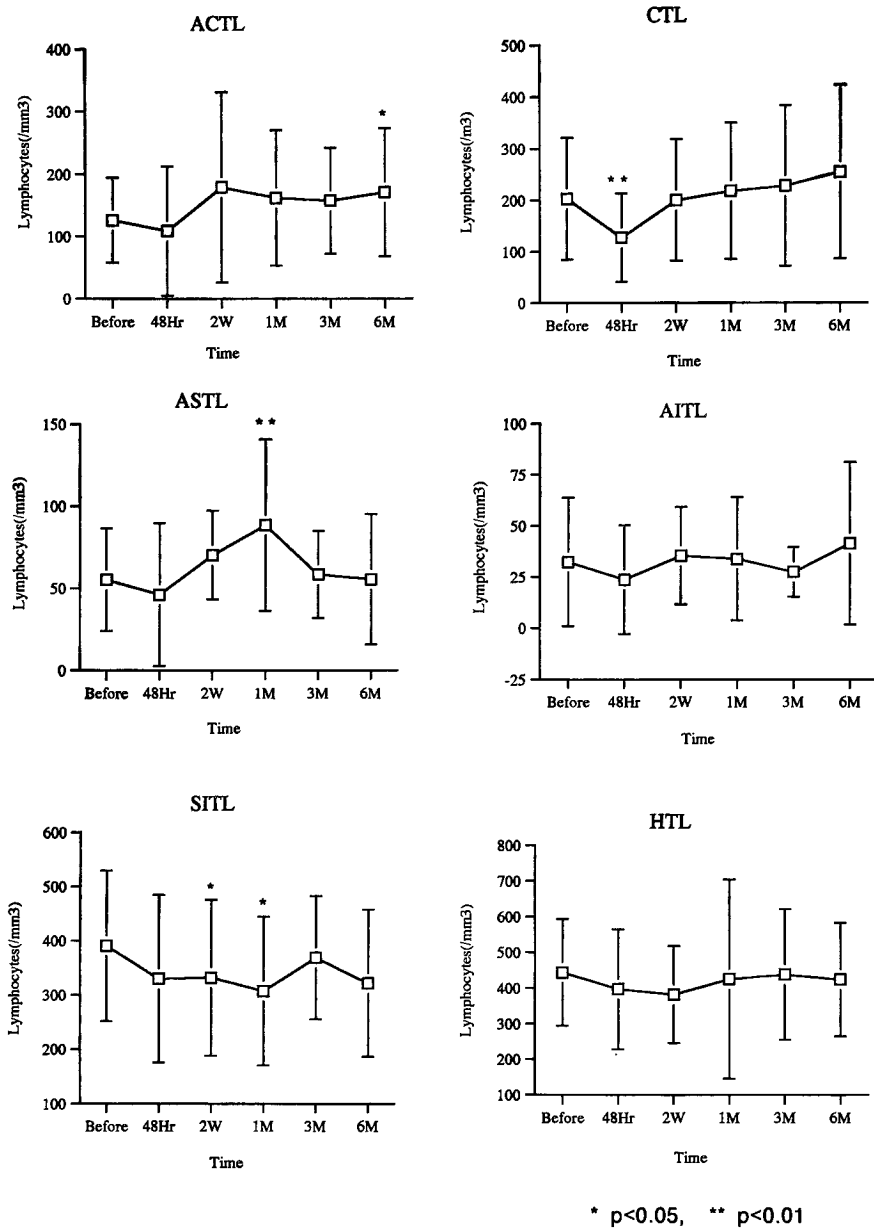 ACTL
400
300
200
100
0
Lymphocytes(/mm3)
*
Before 48Hr 2W 1M 3M 6M
Time
CTL
500
400
300
200
100
0
Lymphocytes(/m3)
**
Before 48Hr 2W 1M 3M 6M
Time
ASTL
150
100
50
0
Lymphocytes(/mm3)
**
Before 48Hr 2W 1M 3M 6M
Time
AITL
100
75
50
25
0
-25
Lymphocytes(/mm3)
Before 48Hr 2W 1M 3M 6M
Time
SITL
600
500
400
300
200
100
Lymphocytes(/mm3)
* *
Before 48Hr 2W 1M 3M 6M
Time
HTL
800
700
600
500
400
300
200
100
Lymphocytes(/mm3)
Before 48Hr 2W 1M 3M 6M
Time
* p<0.05, ** p<0.01